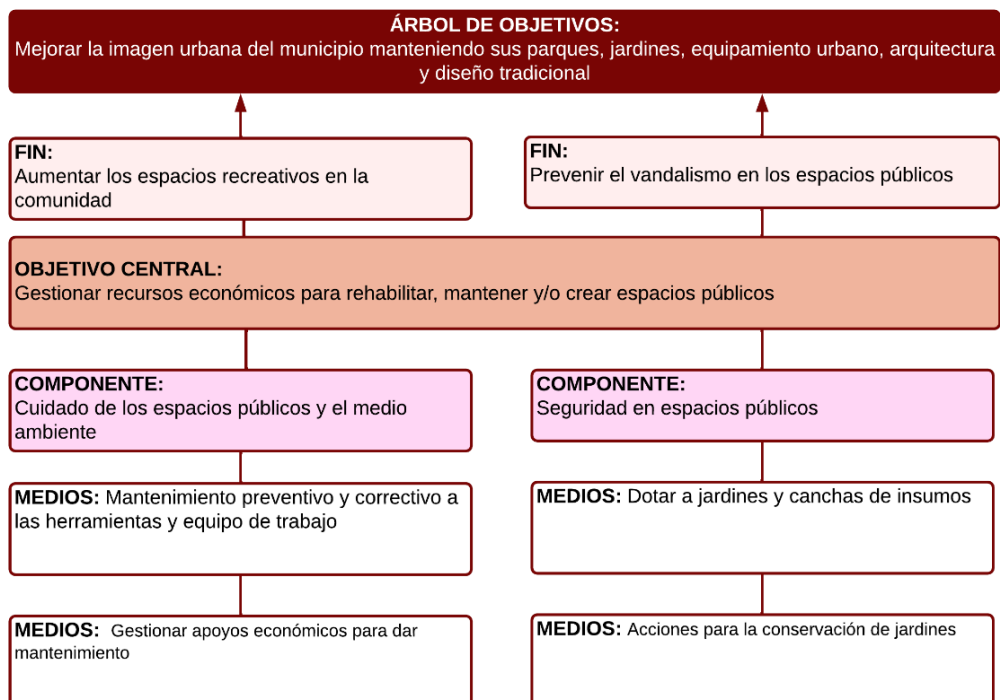 ÁRBOL DE OBJETIVOS:
Mejorar la imagen urbana del municipio manteniendo sus parques, jardines, equipamiento urbano, arquitectura
y diseño tradicional
FIN:
Aumentar los espacios recreativos en la
comunidad
FIN:
Prevenir el vandalismo en los espacios públicos
OBJETIVO CENTRAL:
Gestionar recursos económicos para rehabilitar, mantener y/o crear espacios públicos
COMPONENTE:
Cuidado de los espacios públicos y el medio
ambiente
COMPONENTE:
Seguridad en espacios públicos
MEDIOS: Mantenimiento preventivo y correctivo a
las herramientas y equipo de trabajo
MEDIOS: Dotar a jardines y canchas de insumos
MEDIOS: Gestionar apoyos económicos para dar
mantenimiento
MEDIOS: Acciones para la conservación de jardines